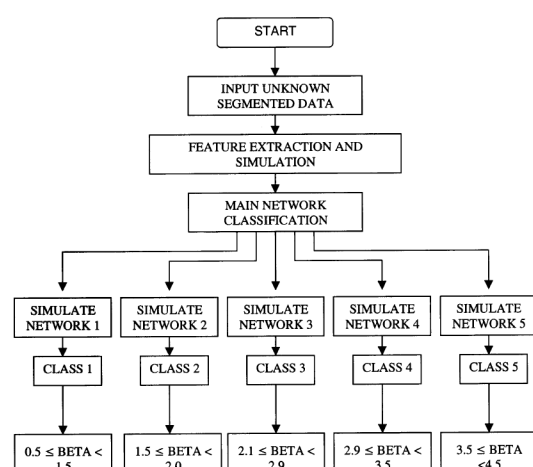 START
INPUT UNKNOWN
SEGMENTED DATA
FEATURE EXTRACTION AND
SIMULATION
MAIN NETWORK
CLASSIFICATION
SIMULATE
NETWORK 1
SIMULATE
NETWORK 2
SIMULATE
NETWORK 3
SIMULATE
NETWORK 4
SIMULATE
NETWORK 5
CLASS 1
CLASS 2
CLASS 3
CLASS 4
CLASS 5
0.5 ≤ BETA <
1.5
1.5 ≤ BETA <
2.0
2.1 ≤ BETA <
2.9
2.9 ≤ BETA <
3.5
3.5 ≤ BETA
<4.5